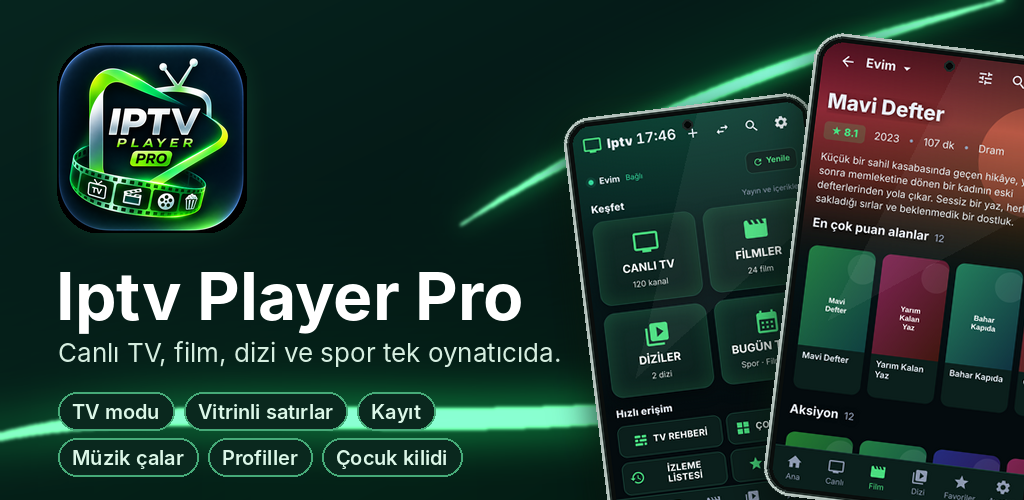 IPTV
PLAYER
PRO
TV
Iptv Player Pro
Canlı TV, film, dizi ve spor tek oynatıcıda.
TV modu
Vitrinli satırlar
Kayıt
Müzik çalar
Profiller
Çocuk kilidi
Iptv 17:46
Yenile
Evim Bağlı
Yayın ve
Keşfet
CANLI TV
120 kanal
FİLMLER
24 film
DİZİLER
2 dizi
BUGÜN
Spor
Hızlı erişim
TV REHBERİ
İZLEME
LİSTESİ
Evim
Mavi Defter
★ 8.1 2023 • 107 dk • Dram
Küçük bir sahil kasabasında geçen hikâye,
sonra memleketine dönen bir kadının eski
defterlerinden yola çıkar. Sessiz bir yaz,
sakladığı sırlar ve beklenmedik bir dostluk.
En çok puan alanlar 12
Mavi
Defter
Mavi Defter
Yarım
Kalan
Yaz
Yarım Kalan
Yaz
Bahar
Kapıda
Bahar Kapıda
Aksiyon 12
Ana
Canlı
Film
Dizi
Favoriler